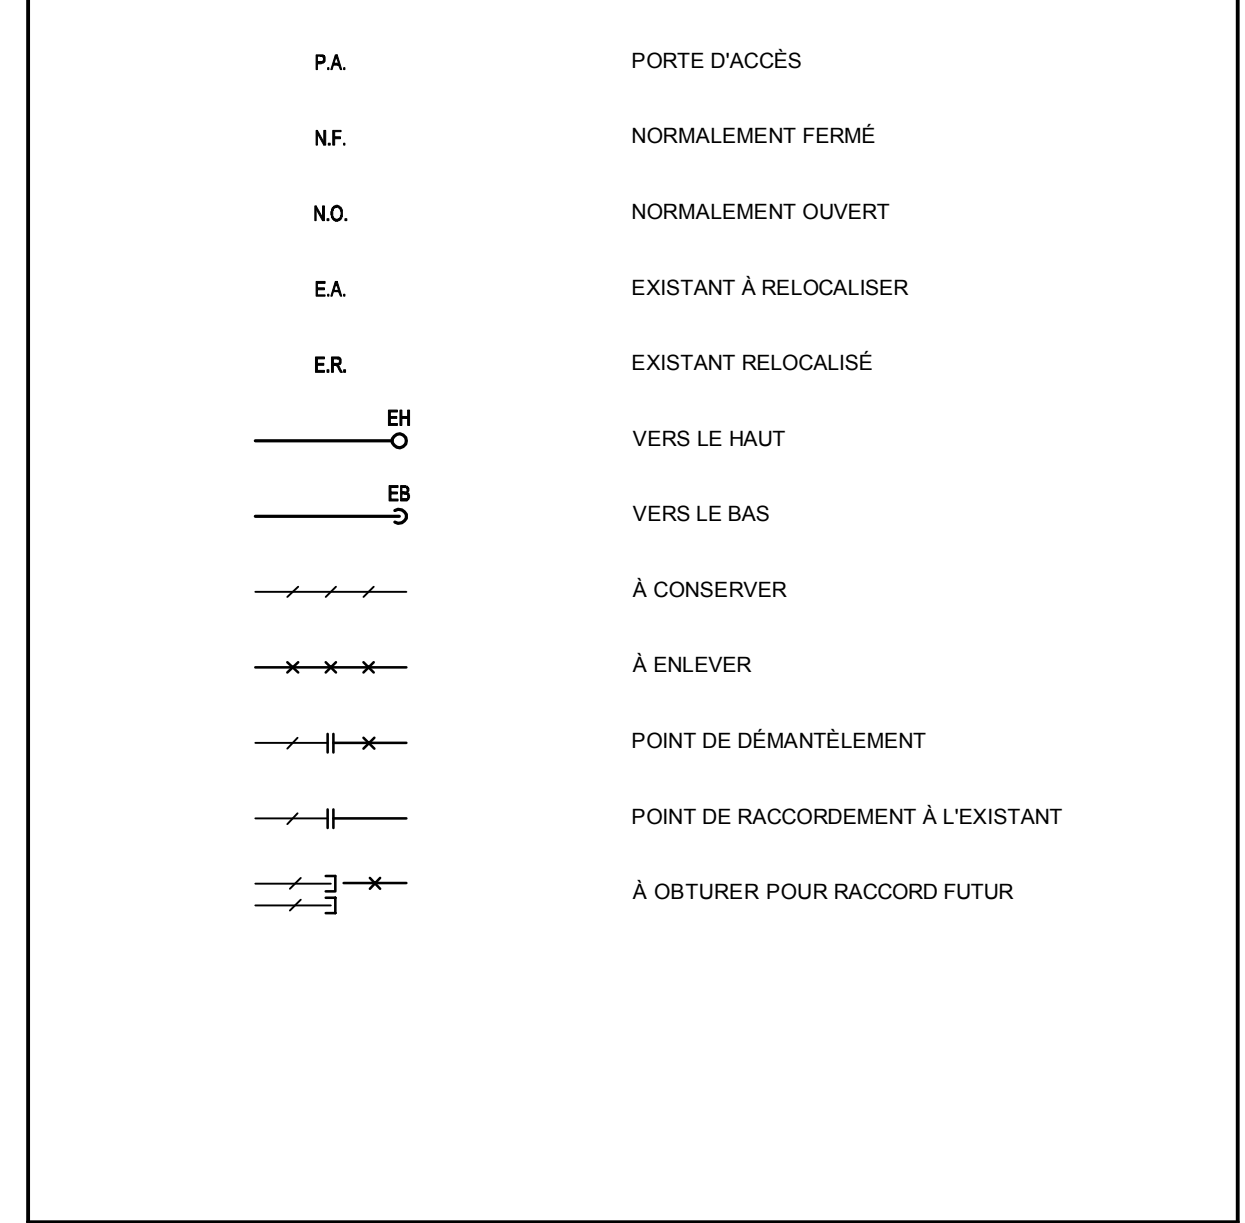 P.A. PORTE D'ACCÈS
N.F. NORMALEMENT FERMÉ
N.O. NORMALEMENT OUVERT
E.A. EXISTANT À RELOCALISER
E.R. EXISTANT RELOCALISÉ
EH VERS LE HAUT
EB VERS LE BAS
À CONSERVER
À ENLEVER
POINT DE DÉMANTÈLEMENT
POINT DE RACCORDEMENT À L'EXISTANT
À OBTURER POUR RACCORD FUTUR